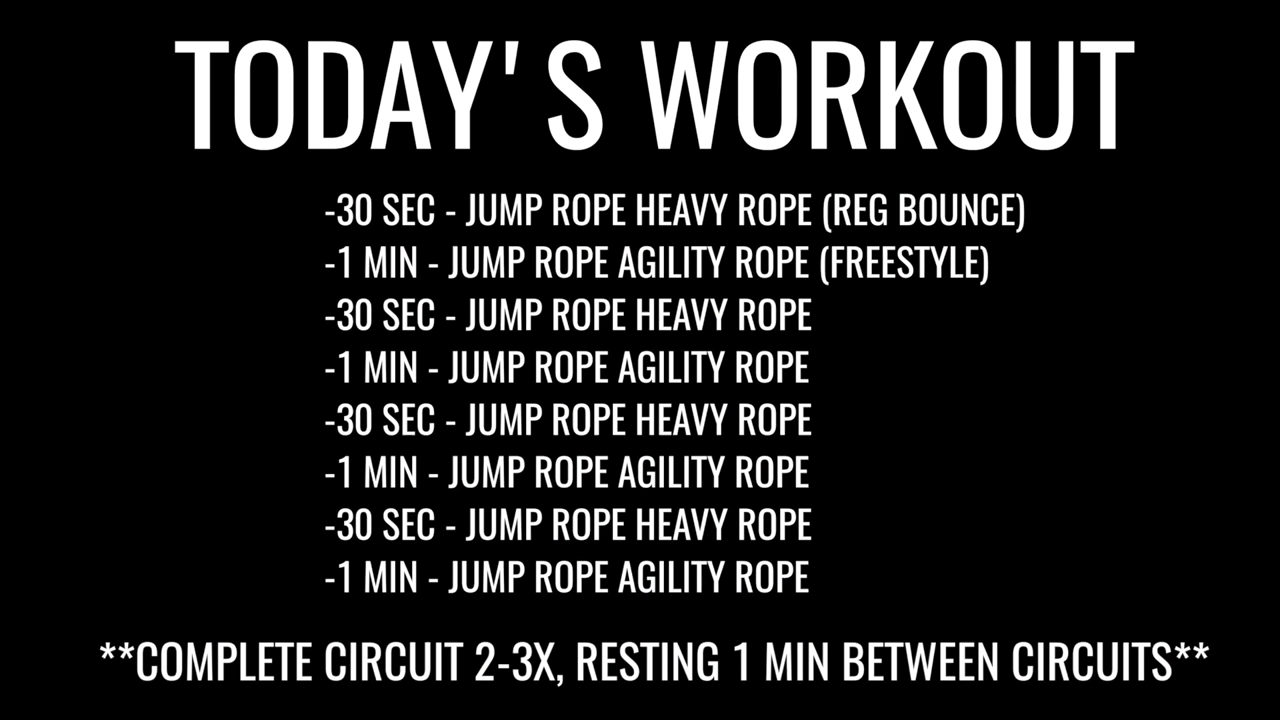 TODAY'S WORKOUT
-30 SEC - JUMP ROPE HEAVY ROPE (REG BOUNCE)
-1 MIN - JUMP ROPE AGILITY ROPE (FREESTYLE)
-30 SEC - JUMP ROPE HEAVY ROPE
-1 MIN - JUMP ROPE AGILITY ROPE
-30 SEC - JUMP ROPE HEAVY ROPE
-1 MIN - JUMP ROPE AGILITY ROPE
-30 SEC - JUMP ROPE HEAVY ROPE
-1 MIN - JUMP ROPE AGILITY ROPE
**COMPLETE CIRCUIT 2-3X, RESTING 1 MIN BETWEEN CIRCUITS**